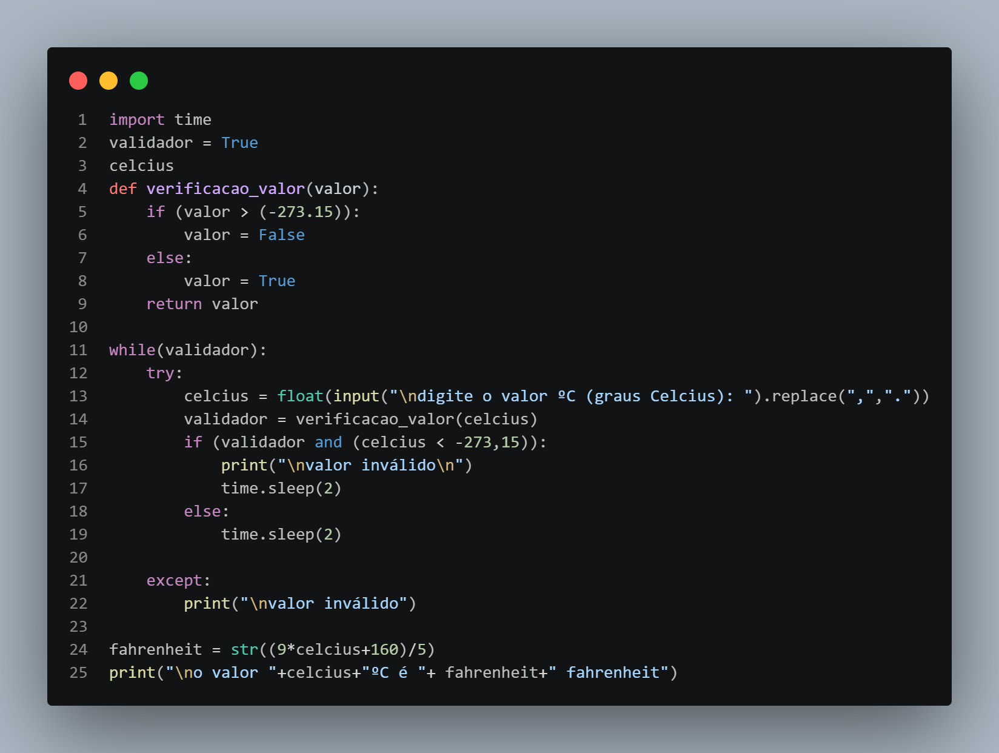 1 import time
2 validador = True
3 celcius
4 def verificacao_valor(valor):
5     if (valor > (-273.15)):
6         valor = False
7     else:
8         valor = True
9     return valor
10
11 while(validador):
12     try:
13         celcius = float(input("\ndigite o valor ºC (graus Celcius): ").replace(",","."))
14         validador = verificacao_valor(celcius)
15         if (validador and (celcius < -273,15)):
16             print("\nvalor inválido\n")
17             time.sleep(2)
18         else:
19             time.sleep(2)
20
21     except:
22         print("\nvalor inválido")
23
24 fahrenheit = str((9*celcius+160)/5)
25 print("\no valor "+celcius+"ºC é "+ fahrenheit+" fahrenheit")